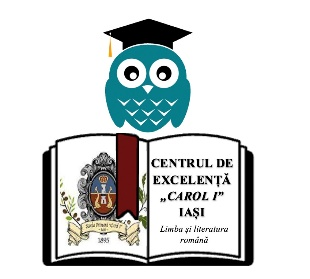 CENTRUL DE
EXCELENȚĂ
„CAROL I”
IAȘI
Limba și literatura
română
1895